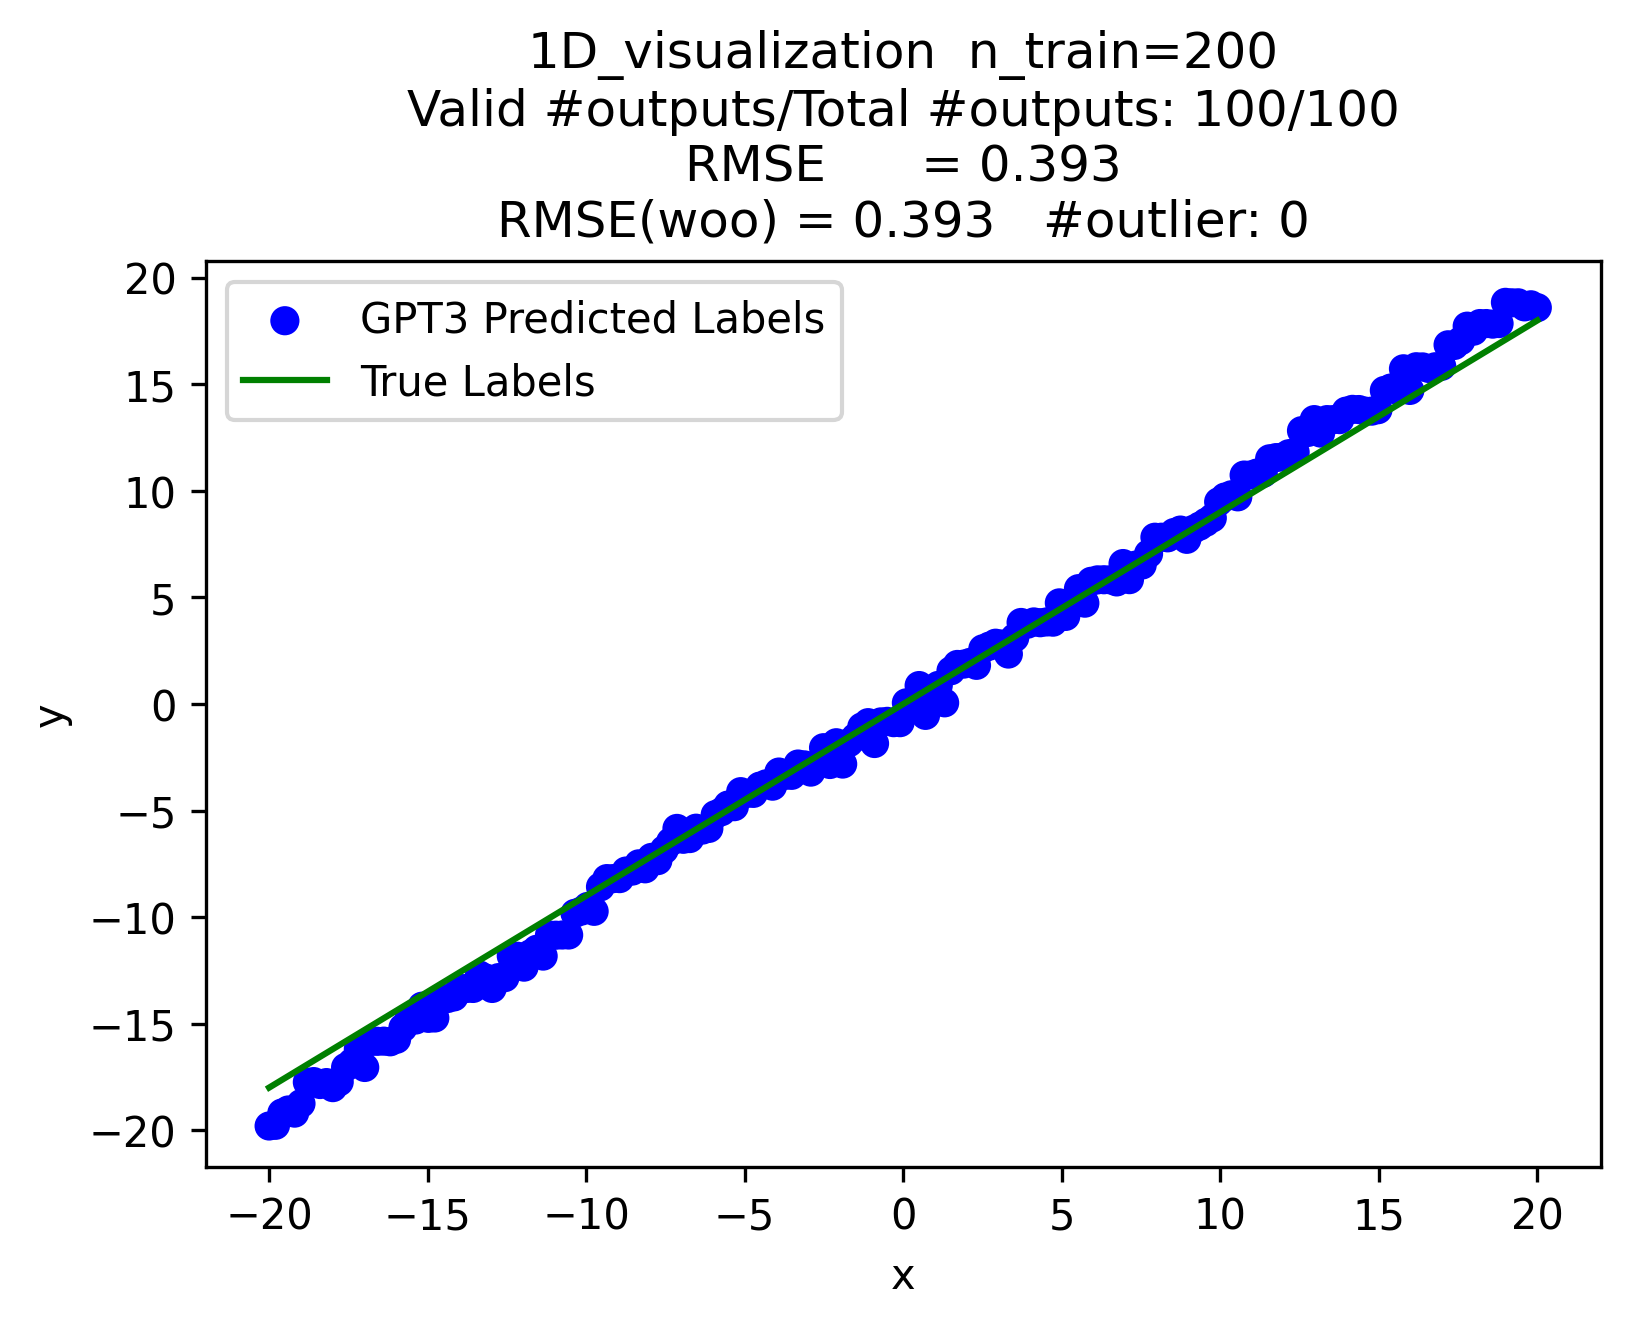 1D_visualization  n_train=200
Valid #outputs/Total #outputs: 100/100
RMSE      = 0.393
RMSE(woo) = 0.393   #outlier: 0
GPT3 Predicted Labels
True Labels
20
15
10
5
0
−5
−10
−15
−20
y
−20 −15 −10 −5 0 5 10 15 20
x